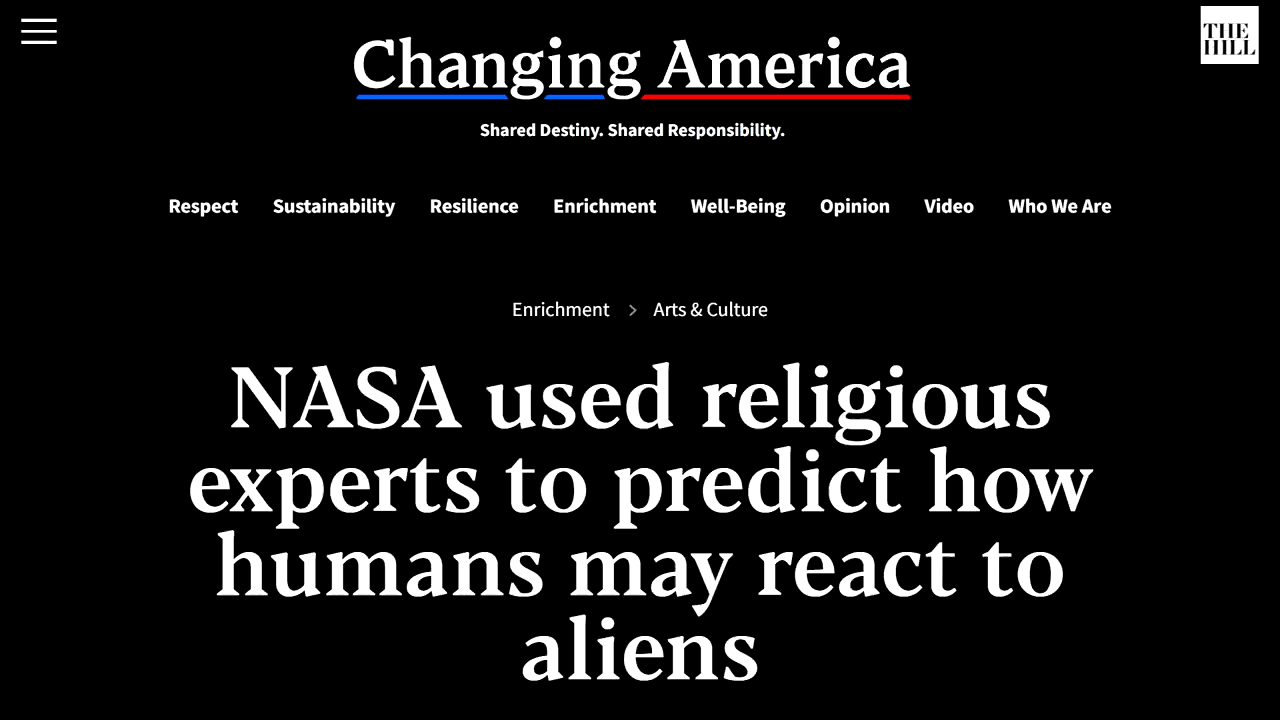 Changing America
THE
HILL
Shared Destiny. Shared Responsibility.
Respect Sustainability Resilience Enrichment Well-Being Opinion Video Who We Are
Enrichment > Arts & Culture
NASA used religious
experts to predict how
humans may react to
aliens